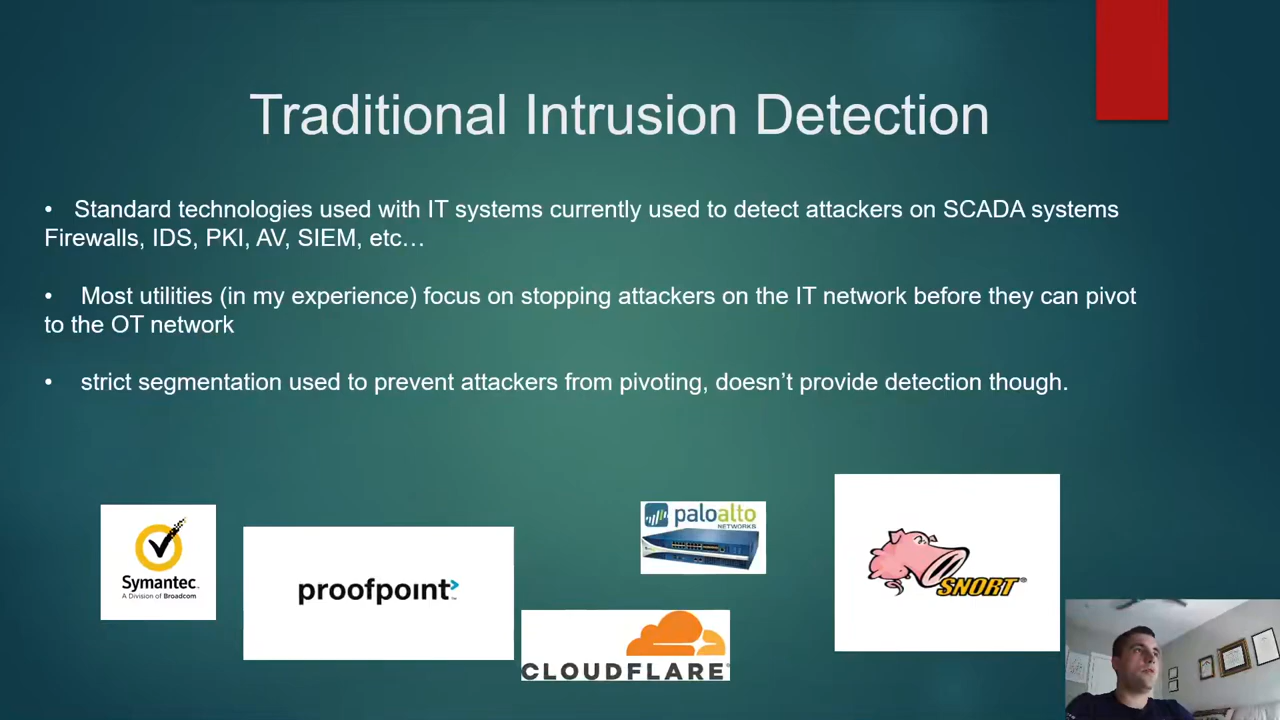 Traditional Intrusion Detection
• Standard technologies used with IT systems currently used to detect attackers on SCADA systems
Firewalls, IDS, PKI, AV, SIEM, etc…
• Most utilities (in my experience) focus on stopping attackers on the IT network before they can pivot
to the OT network
• strict segmentation used to prevent attackers from pivoting, doesn’t provide detection though.
Symantec™
A Division of Broadcom
proofpoint™
CLOUDFLARE®
paloalto
NETWORKS
SNORT®